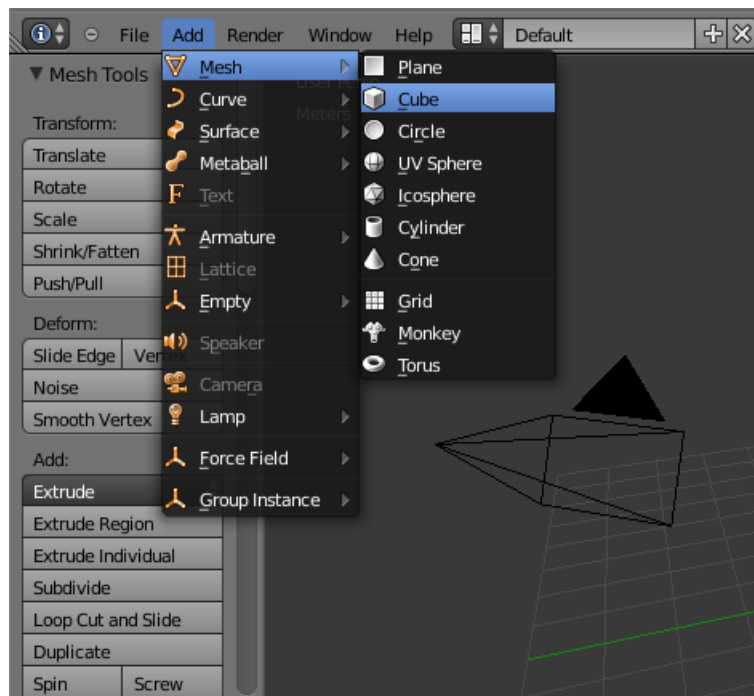 File Add Render Window Help Default
Mesh Tools
Transform:
Translate
Rotate
Scale
Shrink/Fatten
Push/Pull
Deform:
Slide Edge
Noise
Smooth Vertex
Add:
Extrude
Extrude Region
Extrude Individual
Subdivide
Loop Cut and Slide
Duplicate
Spin Screw
Mesh
Curve
Surface
Metaball
Text
Armature
Lattice
Empty
Speaker
Camera
Lamp
Force Field
Group Instance
Plane
Cube
Circle
UV Sphere
Icosphere
Cylinder
Cone
Grid
Monkey
Torus
Meters